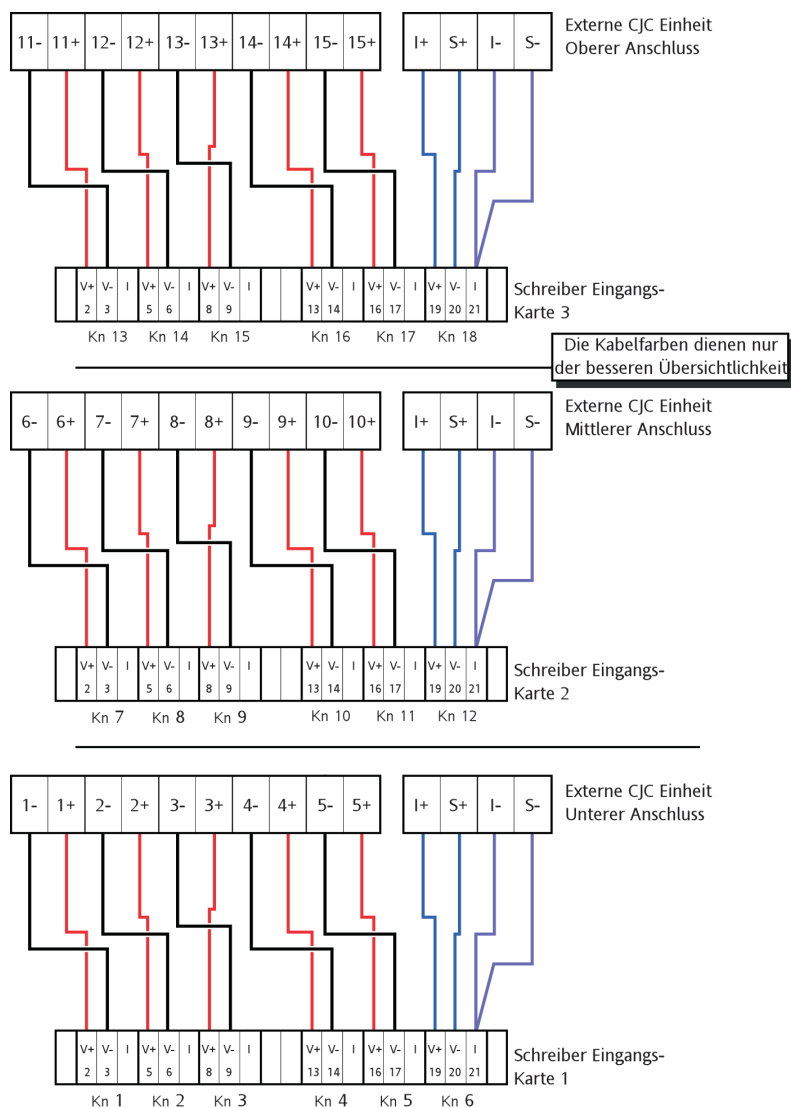 11- 11+ 12- 12+ 13- 13+ 14- 14+ 15- 15+ I+ S+ I- S-
Externe CJC Einheit
Oberer Anschluss
V+ V- I V+ V- I V+ V- I V+ V- I V+ V- I V+ V- I
2 3 5 6 8 9 13 14 16 17 19 20 21
Schreiber Eingangs-
Karte 3
Kn 13 Kn 14 Kn 15 Kn 16 Kn 17 Kn 18
Die Kabelfarben dienen nur
der besseren Übersichtlichkeit
6- 6+ 7- 7+ 8- 8+ 9- 9+ 10- 10+ I+ S+ I- S-
Externe CJC Einheit
Mittlerer Anschluss
V+ V- I V+ V- I V+ V- I V+ V- I V+ V- I V+ V- I
2 3 5 6 8 9 13 14 16 17 19 20 21
Schreiber Eingangs-
Karte 2
Kn 7 Kn 8 Kn 9 Kn 10 Kn 11 Kn 12
1- 1+ 2- 2+ 3- 3+ 4- 4+ 5- 5+ I+ S+ I- S-
Externe CJC Einheit
Unterer Anschluss
V+ V- I V+ V- I V+ V- I V+ V- I V+ V- I V+ V- I
2 3 5 6 8 9 13 14 16 17 19 20 21
Schreiber Eingangs-
Karte 1
Kn 1 Kn 2 Kn 3 Kn 4 Kn 5 Kn 6